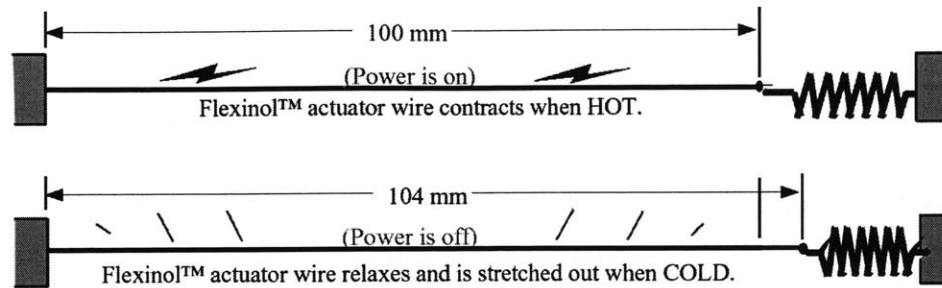 100 mm
(Power is on)
Flexinol™ actuator wire contracts when HOT.
104 mm
(Power is off)
Flexinol™ actuator wire relaxes and is stretched out when COLD.